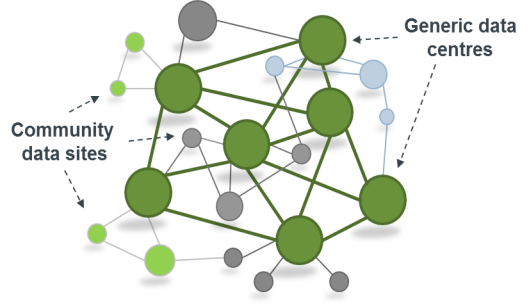 Generic data
centres
Community
data sites